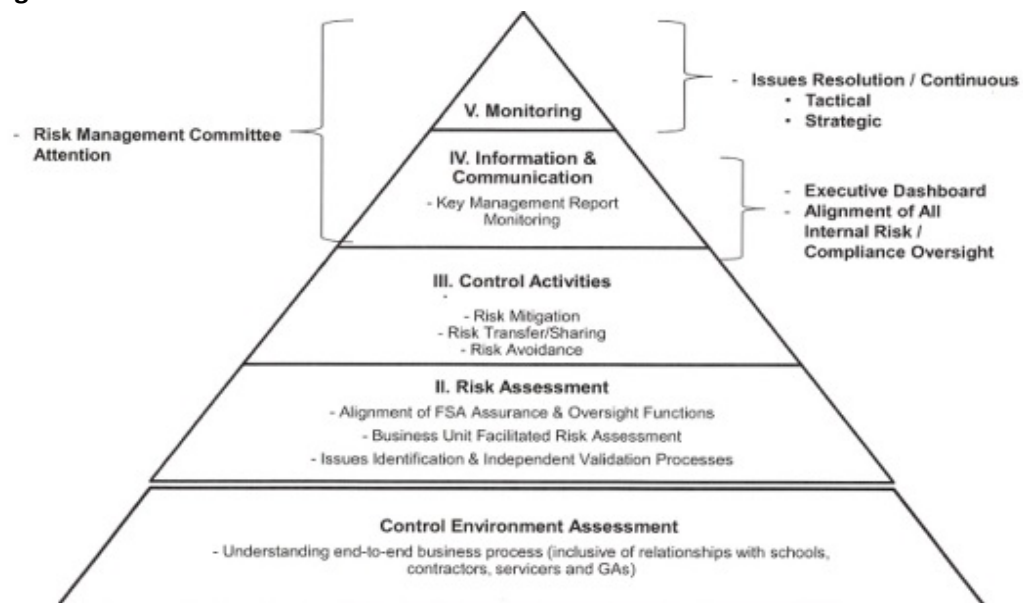 g
V. Monitoring
- Issues Resolution / Continuous
• Tactical
• Strategic
- Risk Management Committee
Attention
IV. Information &
Communication
- Key Management Report
Monitoring
- Executive Dashboard
- Alignment of All
Internal Risk /
Compliance Oversight
III. Control Activities
- Risk Mitigation
- Risk Transfer/Sharing
- Risk Avoidance
II. Risk Assessment
- Alignment of FSA Assurance & Oversight Functions
- Business Unit Facilitated Risk Assessment
- Issues Identification & Independent Validation Processes
Control Environment Assessment
- Understanding end-to-end business process (inclusive of relationships with schools,
contractors, servicers and GAs)